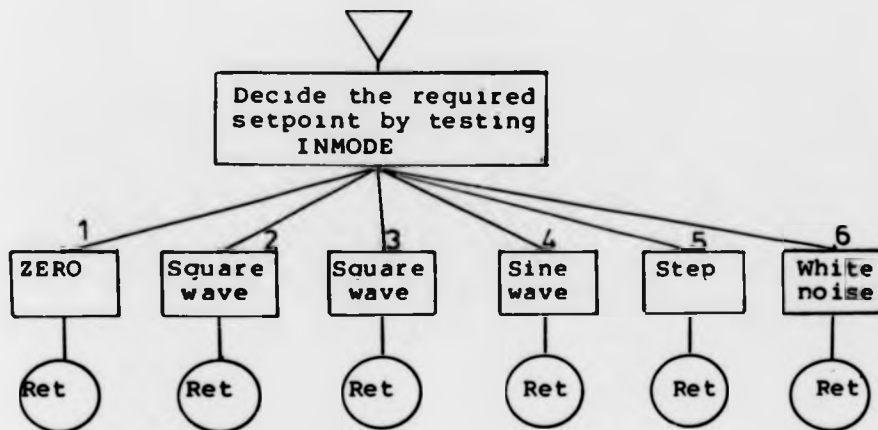 Decide the required
setpoint by testing
INMODE
1
2
3
4
5
6
ZERO
Square
wave
Square
wave
Sine
wave
Step
White
noise
Ret
Ret
Ret
Ret
Ret
Ret